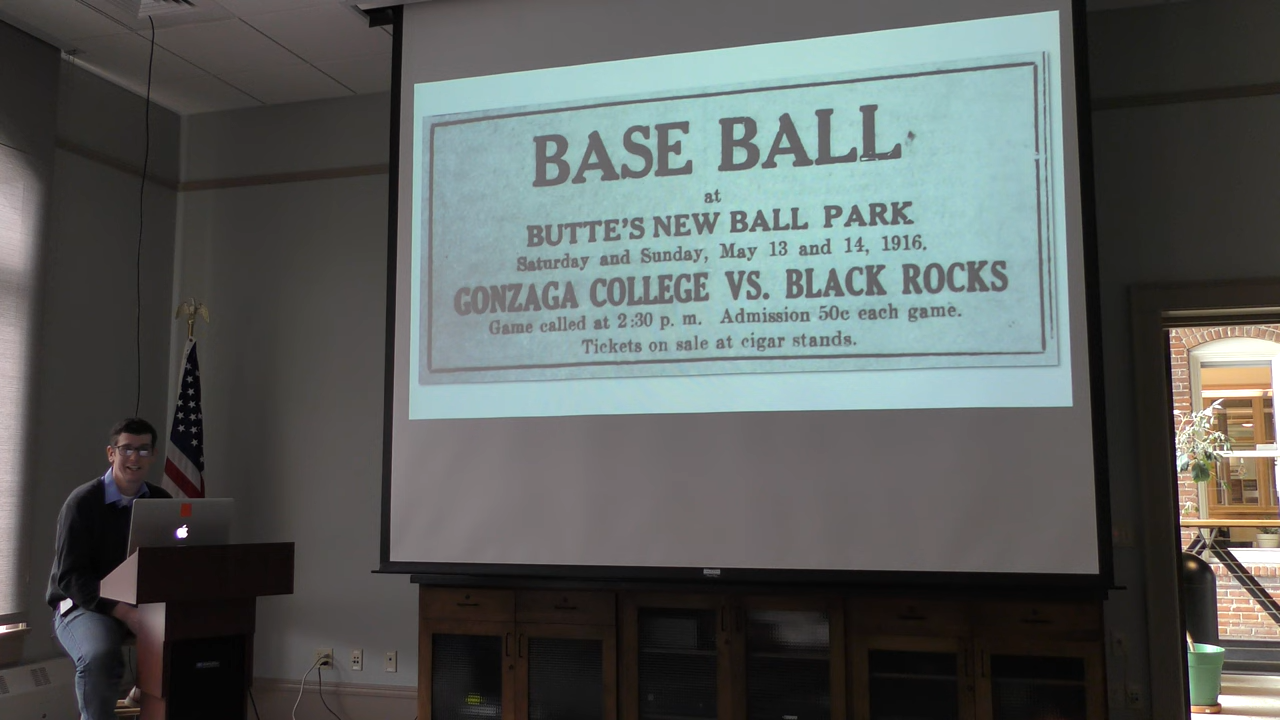 BASE BALL
at
BUTTE'S NEW BALL PARK
Saturday and Sunday, May 13 and 14, 1916.
GONZAGA COLLEGE VS. BLACK ROCKS
Game called at 2:30 p. m. Admission 50c each game.
Tickets on sale at cigar stands.